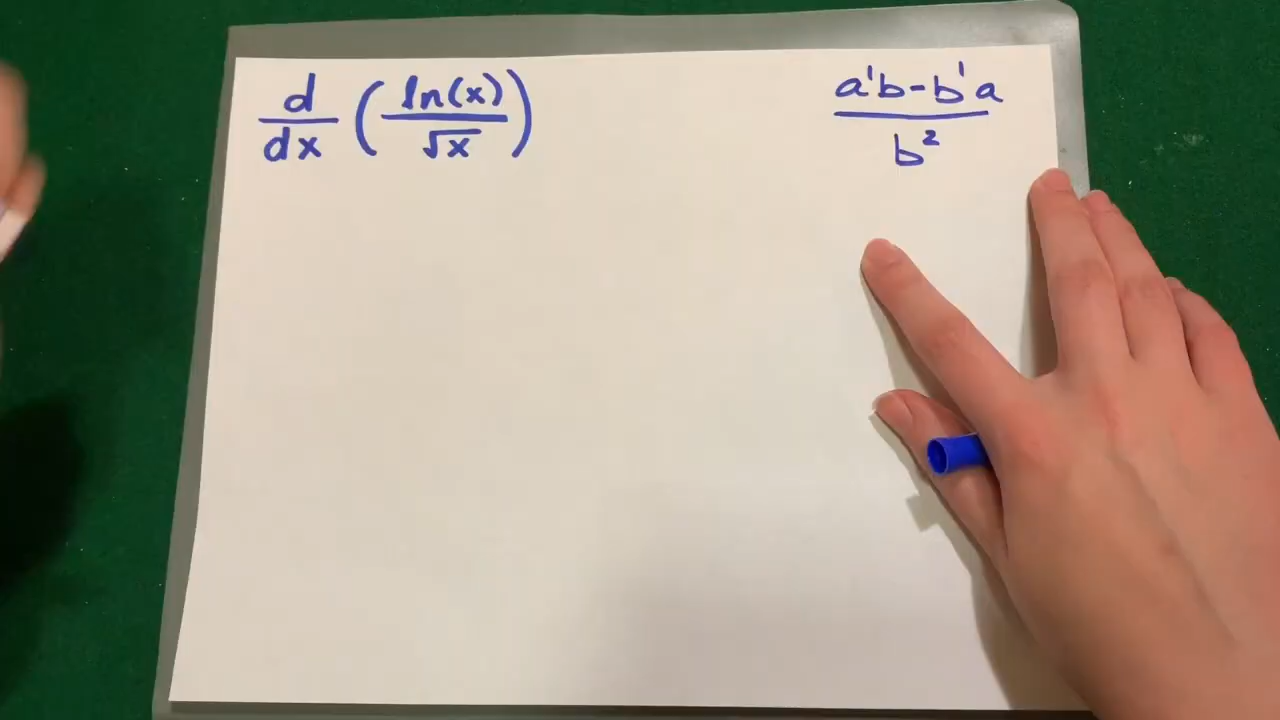 d/dx (ln(x)/√x)
a'b-b'a/b²